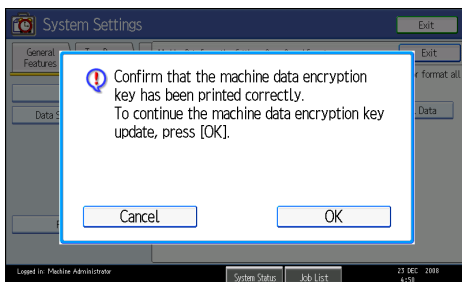 System Settings
Exit
General
Features
Exit
r format all
Data S
Data
Confirm that the machine data encryption
key has been printed correctly.
To continue the machine data encryption key
update, press [OK].
Cancel
OK
Logged in: Machine Administrator
System Status
Job List
23 DEC 2008
4:50